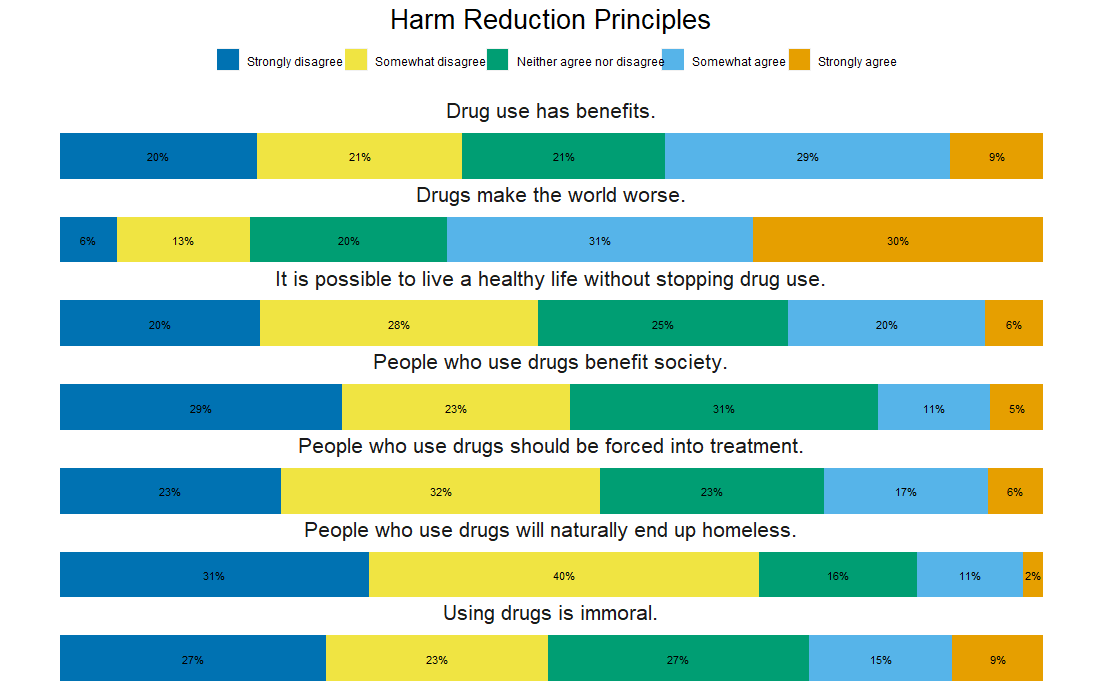 Harm Reduction Principles
Strongly disagree Somewhat disagree Neither agree nor disagree Somewhat agree Strongly agree
Drug use has benefits.
20% 21% 21% 29% 9%
Drugs make the world worse.
6% 13% 20% 31% 30%
It is possible to live a healthy life without stopping drug use.
20% 28% 25% 20% 6%
People who use drugs benefit society.
29% 23% 31% 11% 5%
People who use drugs should be forced into treatment.
23% 32% 23% 17% 6%
People who use drugs will naturally end up homeless.
31% 40% 16% 11% 2%
Using drugs is immoral.
27% 23% 27% 15% 9%